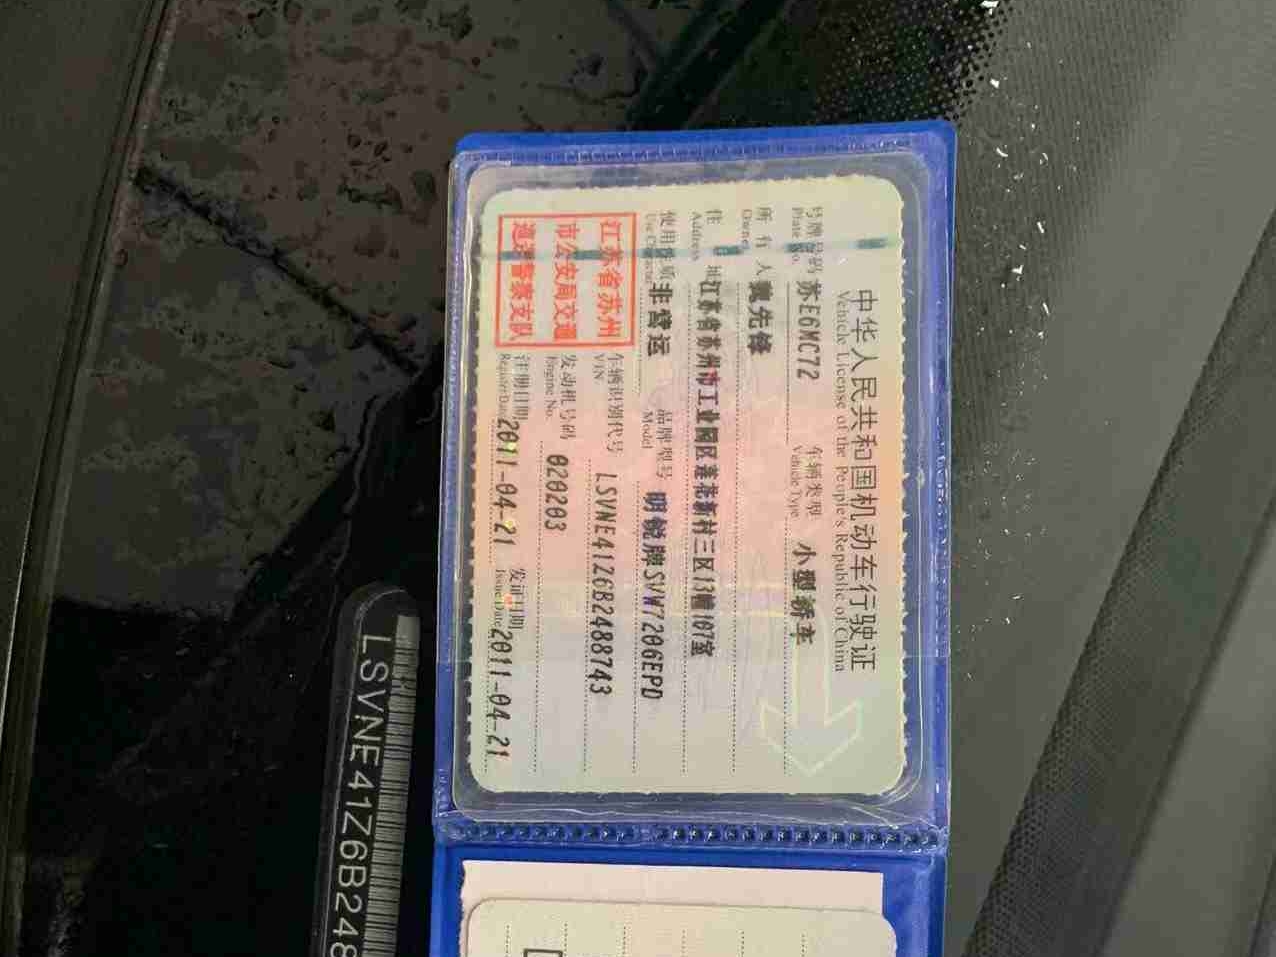 中华人民共和国机动车行驶证
Vehicle License of the People's Republic of China
号牌号码 苏E6MC72 车辆类型 小型轿车
Plate No. Vehicle Type
所有人 魏先锋
Owner
住址 江苏省苏州市工业园区莲花新村三区13幢107室
Address
使用性质 非营运 品牌型号 明锐牌SVW7206EPD
Use Character Model
江苏省苏州
市公安局交通
巡逻警察支队
车辆识别代号 LSVNE41Z6B2488743
VIN
发动机号码 020203
Engine No.
注册日期 2011-04-21 发证日期 2011-04-21
Register Date Issue Date
LSVNE41Z6B248